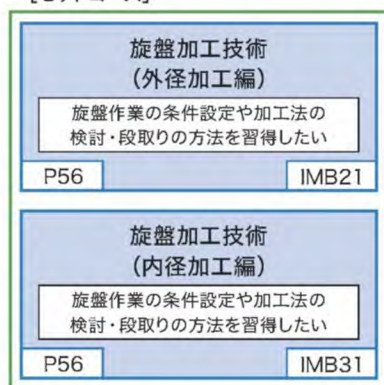 旋盤加工技術
（外径加工編）
旋盤作業の条件設定や加工法の
検討・段取りの方法を習得したい
P56
IMB21
旋盤加工技術
（内径加工編）
旋盤作業の条件設定や加工法の
検討・段取りの方法を習得したい
P56
IMB31